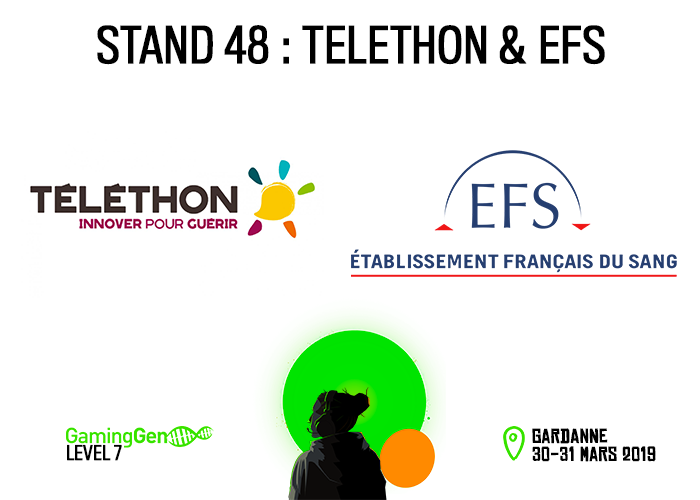 STAND 48 : TELETHON & EFS
TÉLÉTHON
INNOVER POUR GUÉRIR
EFS
ÉTABLISSEMENT FRANÇAIS DU SANG
GamingGen
LEVEL 7
GARDANNE
30-31 MARS 2019